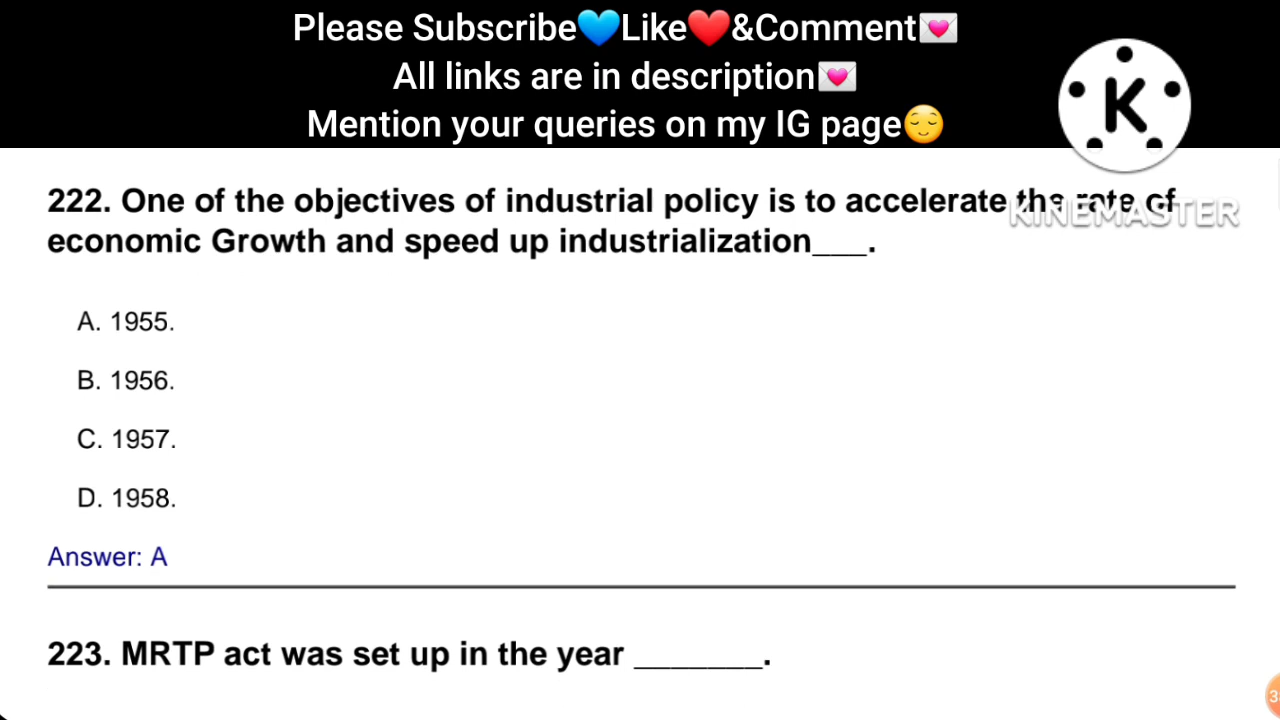 Please Subscribe💙Like❤️&Comment💌
All links are in description💌
Mention your queries on my IG page😌
K
KINEMASTER
222. One of the objectives of industrial policy is to accelerate the rate of
economic Growth and speed up industrialization___.
A. 1955.
B. 1956.
C. 1957.
D. 1958.
Answer: A
223. MRTP act was set up in the year _______.